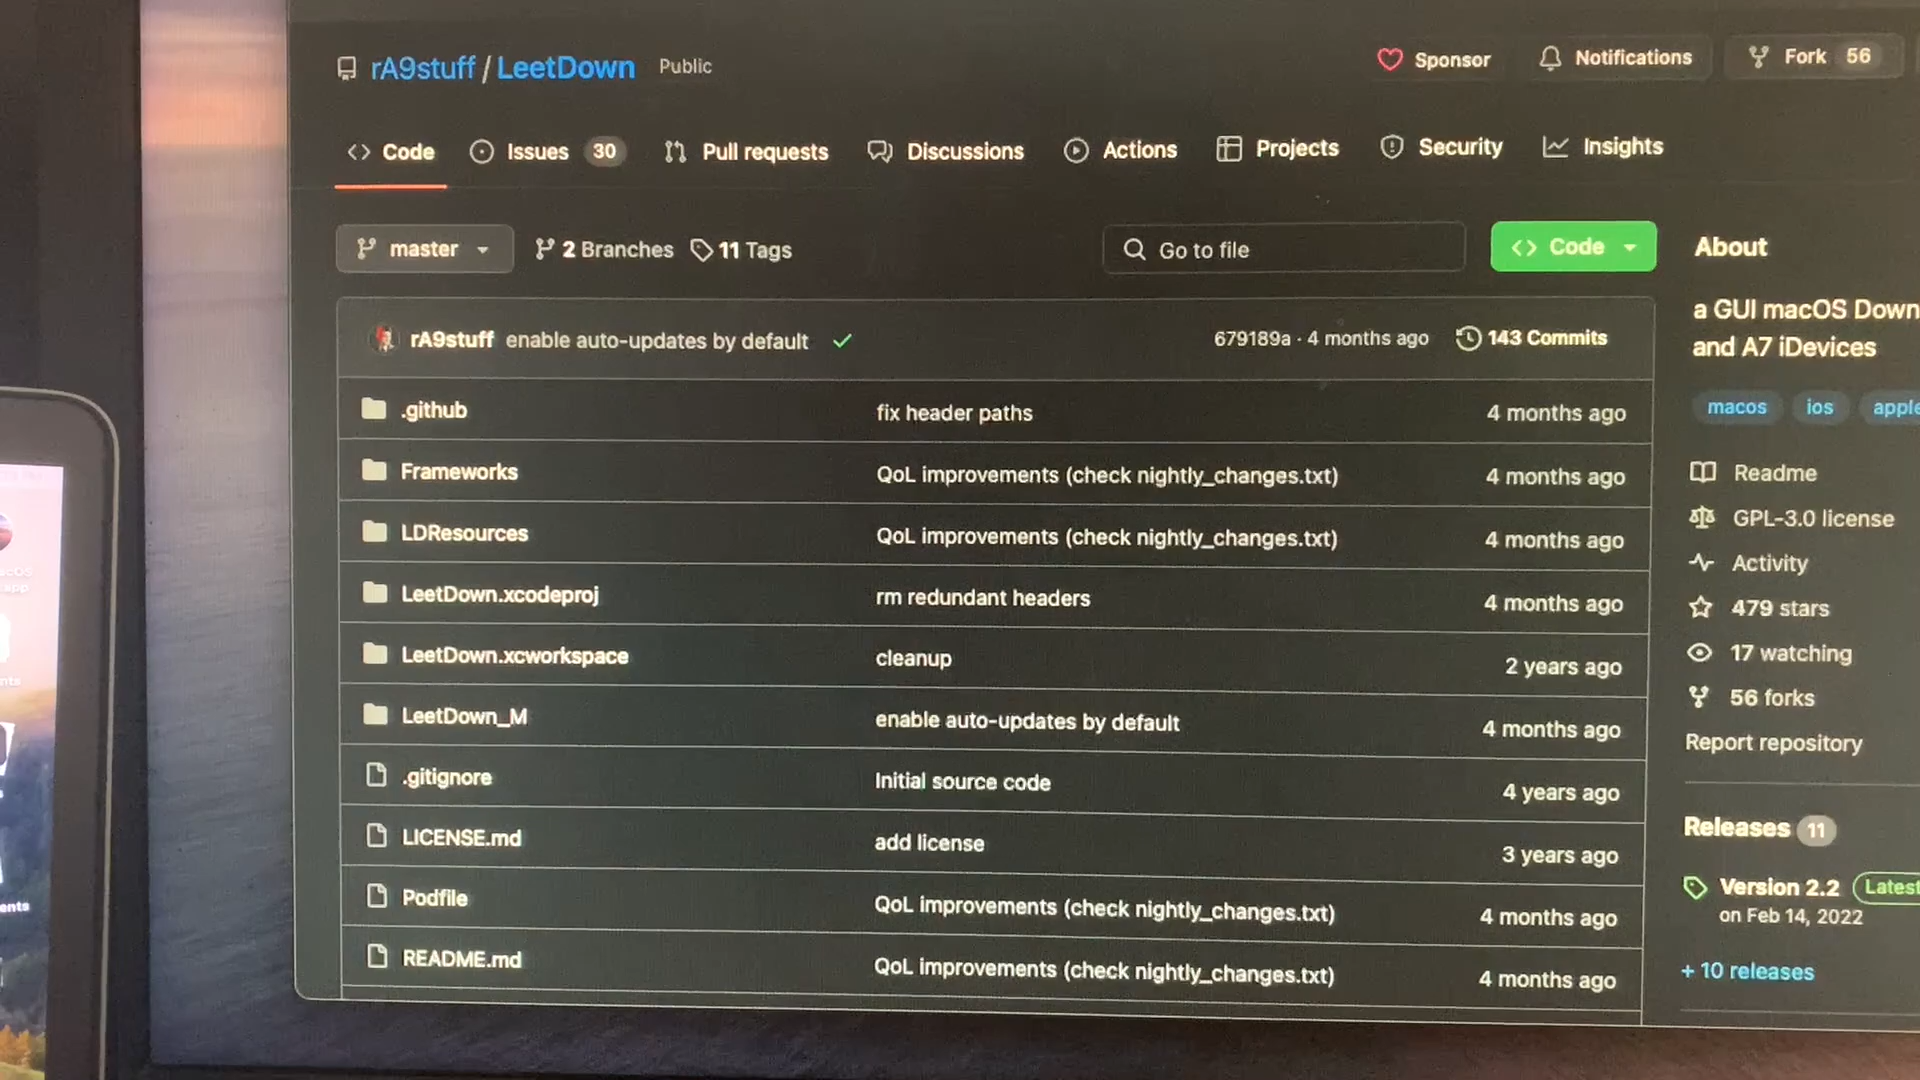 rA9stuff / LeetDown Public
Sponsor Notifications Fork 56
Code Issues 30 Pull requests Discussions Actions Projects Security Insights
master 2 Branches 11 Tags Go to file Code
rA9stuff enable auto-updates by default 679189a · 4 months ago 143 Commits
.github fix header paths 4 months ago
Frameworks QoL improvements (check nightly_changes.txt) 4 months ago
LDResources QoL improvements (check nightly_changes.txt) 4 months ago
LeetDown.xcodeproj rm redundant headers 4 months ago
LeetDown.xcworkspace cleanup 2 years ago
LeetDown_M enable auto-updates by default 4 months ago
.gitignore Initial source code 4 years ago
LICENSE.md add license 3 years ago
Podfile QoL improvements (check nightly_changes.txt) 4 months ago
README.md QoL improvements (check nightly_changes.txt) 4 months ago
About
a GUI macOS Down
and A7 iDevices
macos ios apple
Readme
GPL-3.0 license
Activity
479 stars
17 watching
56 forks
Report repository
Releases 11
Version 2.2 Latest
on Feb 14, 2022
+ 10 releases